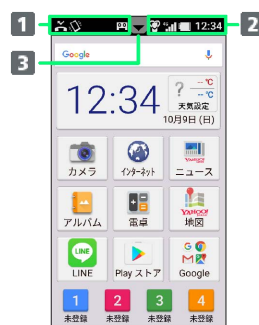 1
12:34
2
3
Google
12:34
? --℃
--℃
天気設定
10月9日 (日)
カメラ
インターネット
YAHOO!
ニュース
アルバム
電卓
YAHOO!
地図
LINE
LINE
Play ストア
Google
1
2
3
4
未登録
未登録
未登録
未登録